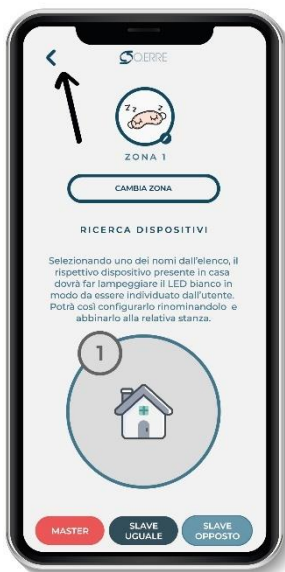 SOERRE
Z Z Z
ZONA 1
CAMBIA ZONA
RICERCA DISPOSITIVI
Selezionando uno dei nomi dall'elenco, il
rispettivo dispositivo presente in casa
dovrà far lampeggiare il LED bianco in
modo da essere individuato dall'utente.
Potrà così configurarlo rinominandolo e
abbinarlo alla relativa stanza.
1
MASTER
SLAVE
UGUALE
SLAVE
OPPOSTO